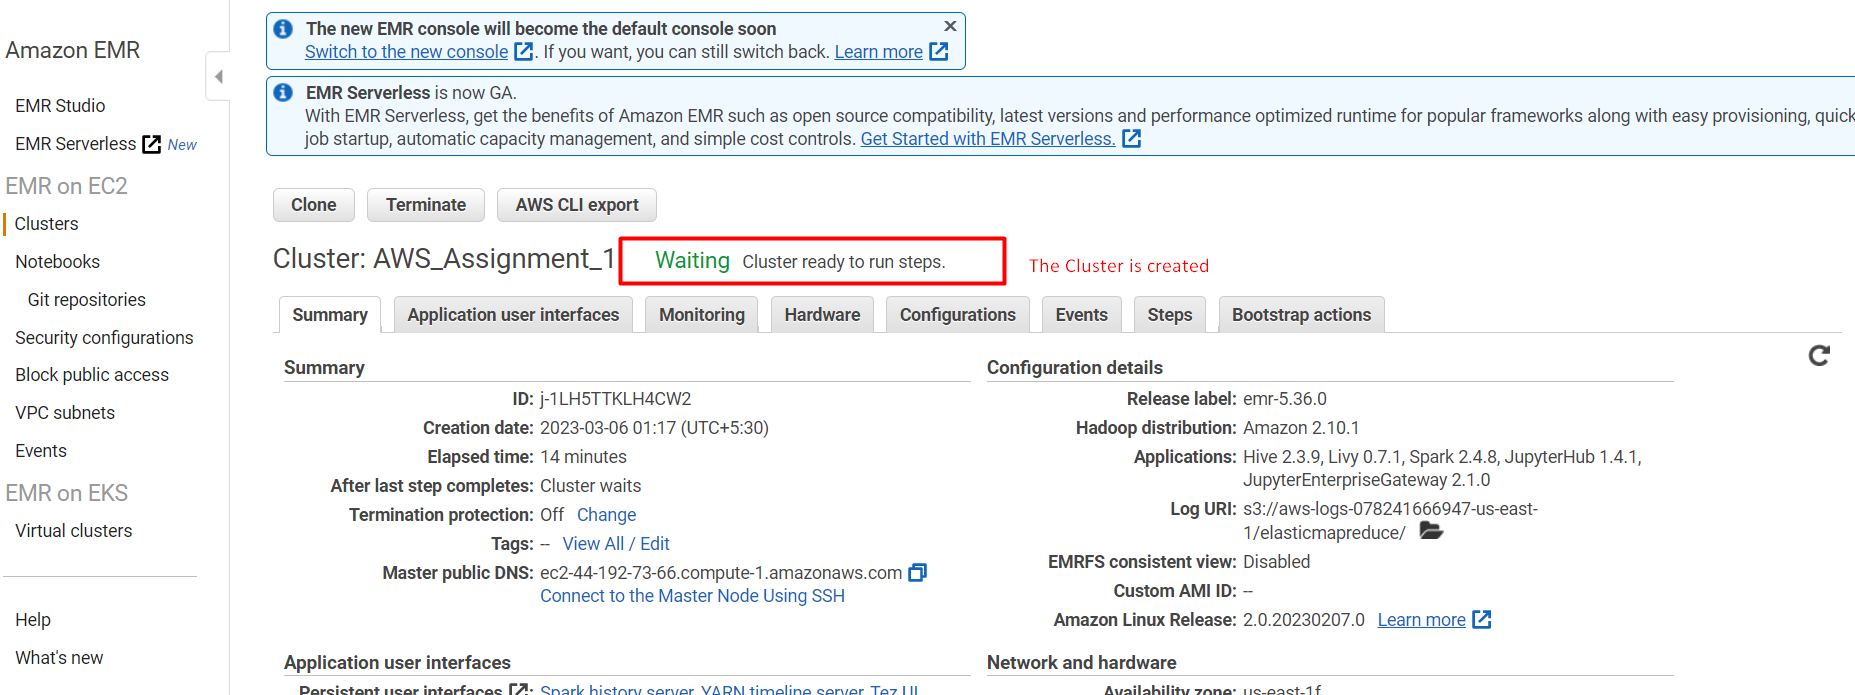 Amazon EMR
EMR Studio
EMR Serverless New
EMR on EC2
Clusters
Notebooks
Git repositories
Security configurations
Block public access
VPC subnets
Events
EMR on EKS
Virtual clusters
Help
What's new
The new EMR console will become the default console soon
Switch to the new console . If you want, you can still switch back. Learn more
EMR Serverless is now GA.
With EMR Serverless, get the benefits of Amazon EMR such as open source compatibility, latest versions and performance optimized runtime for popular frameworks along with easy provisioning, quick
job startup, automatic capacity management, and simple cost controls. Get Started with EMR Serverless.
Clone Terminate AWS CLI export
Cluster: AWS_Assignment_1 Waiting Cluster ready to run steps. The Cluster is created
Summary Application user interfaces Monitoring Hardware Configurations Events Steps Bootstrap actions
Summary
ID: j-1LH5TTKLH4CW2
Creation date: 2023-03-06 01:17 (UTC+5:30)
Elapsed time: 14 minutes
After last step completes: Cluster waits
Termination protection: Off Change
Tags: -- View All / Edit
Master public DNS: ec2-44-192-73-66.compute-1.amazonaws.com
Connect to the Master Node Using SSH
Configuration details
Release label: emr-5.36.0
Hadoop distribution: Amazon 2.10.1
Applications: Hive 2.3.9, Livy 0.7.1, Spark 2.4.8, JupyterHub 1.4.1,
JupyterEnterpriseGateway 2.1.0
Log URI: s3://aws-logs-078241666947-us-east-
1/elasticmapreduce/
EMRFS consistent view: Disabled
Custom AMI ID: --
Amazon Linux Release: 2.0.20230207.0 Learn more
Application user interfaces
Persistent user interfaces : Spark history server, YARN timeline server, Tez UI
Network and hardware
Availability zone: us-east-1f